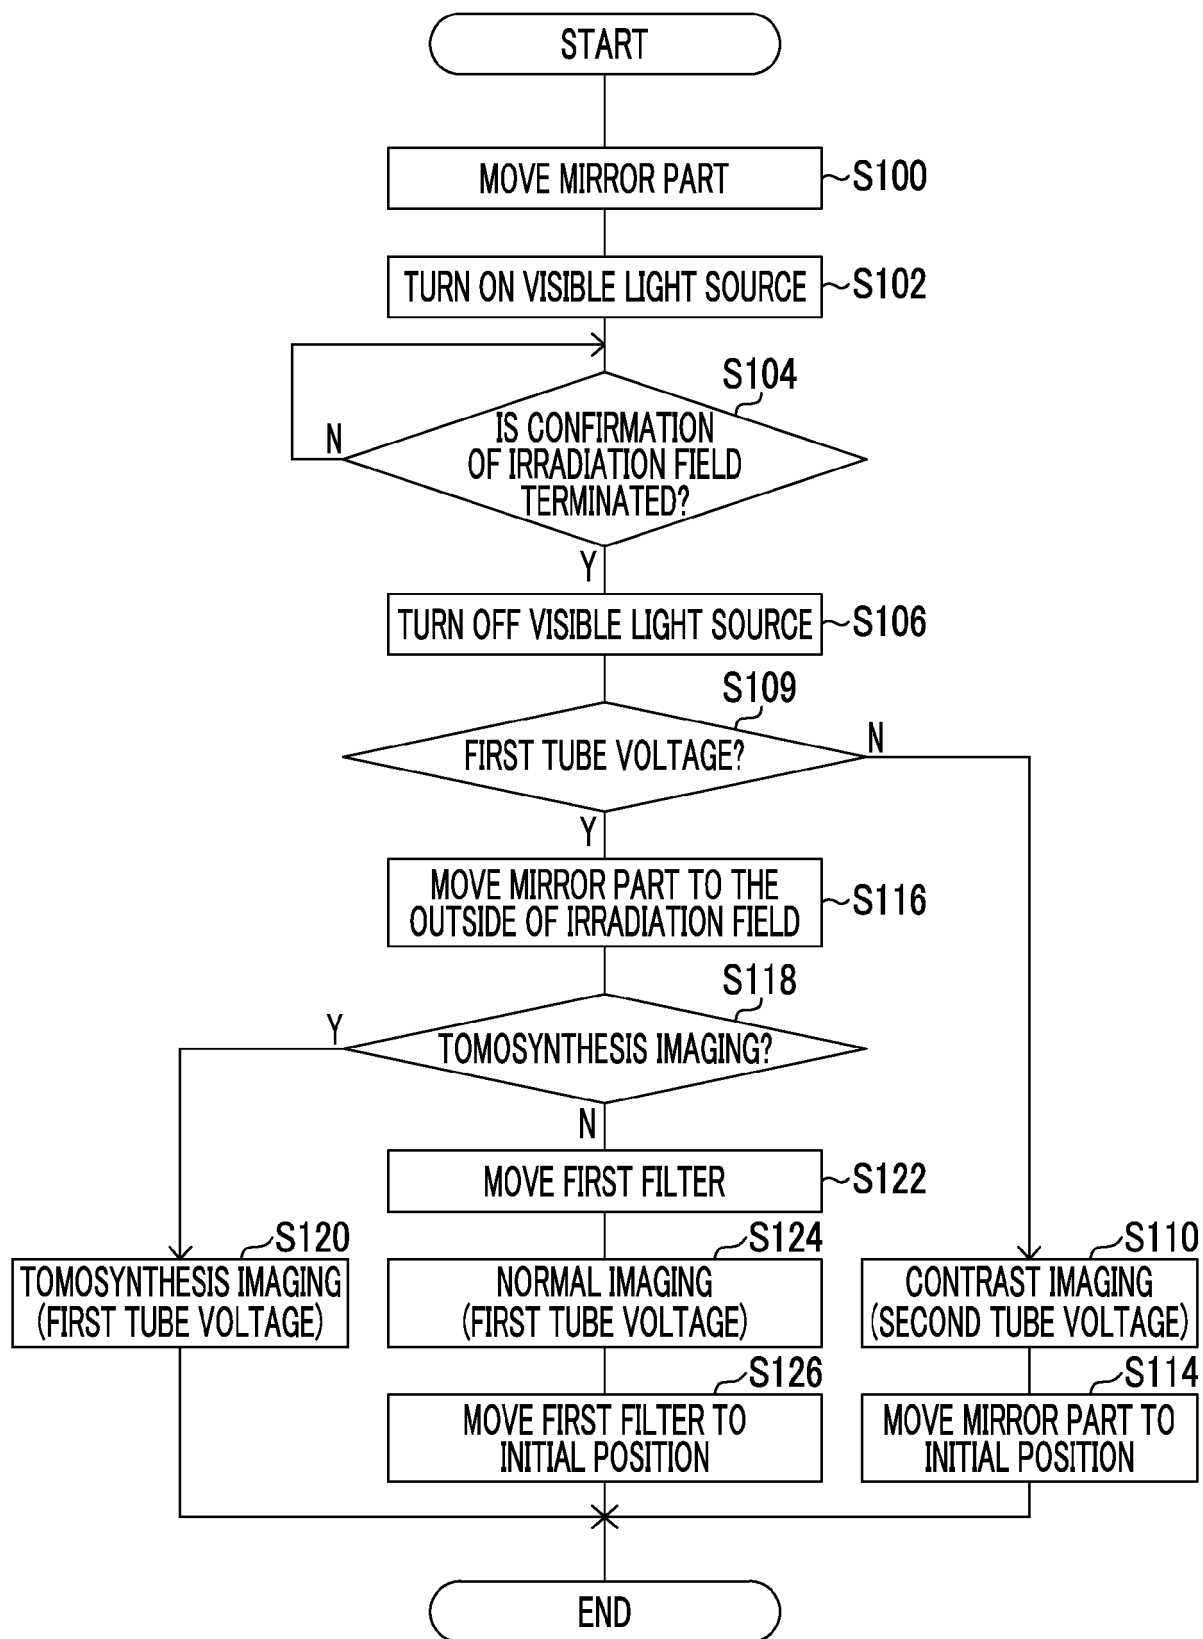 START
MOVE MIRROR PART
S100
TURN ON VISIBLE LIGHT SOURCE
S102
S104
IS CONFIRMATION
OF IRRADIATION FIELD
TERMINATED?
N
Y
TURN OFF VISIBLE LIGHT SOURCE
S106
S109
FIRST TUBE VOLTAGE?
N
Y
MOVE MIRROR PART TO THE
OUTSIDE OF IRRADIATION FIELD
S116
S118
TOMOSYNTHESIS IMAGING?
Y
N
MOVE FIRST FILTER
S122
S120
TOMOSYNTHESIS IMAGING
(FIRST TUBE VOLTAGE)
S124
NORMAL IMAGING
(FIRST TUBE VOLTAGE)
S110
CONTRAST IMAGING
(SECOND TUBE VOLTAGE)
S126
MOVE FIRST FILTER TO
INITIAL POSITION
S114
MOVE MIRROR PART TO
INITIAL POSITION
END